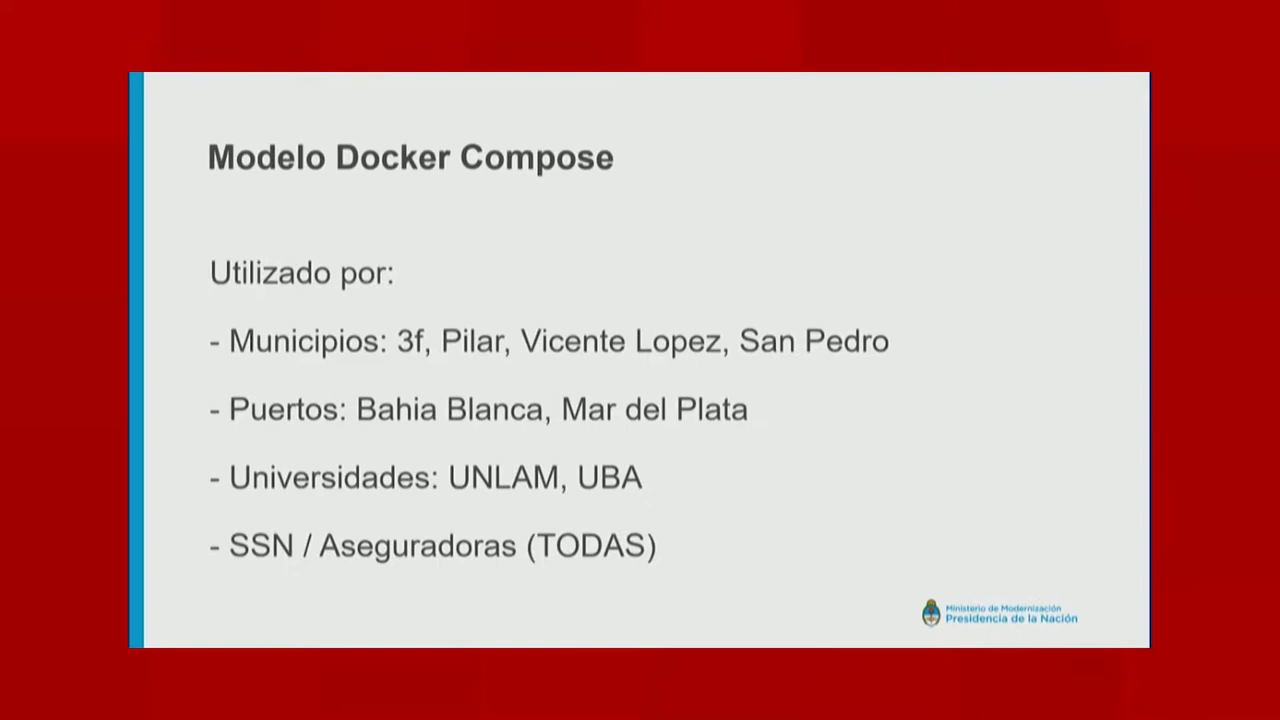 Modelo Docker Compose
Utilizado por:
- Municipios: 3f, Pilar, Vicente Lopez, San Pedro
- Puertos: Bahia Blanca, Mar del Plata
- Universidades: UNLAM, UBA
- SSN / Aseguradoras (TODAS)
Ministerio de Modernización
Presidencia de la Nación